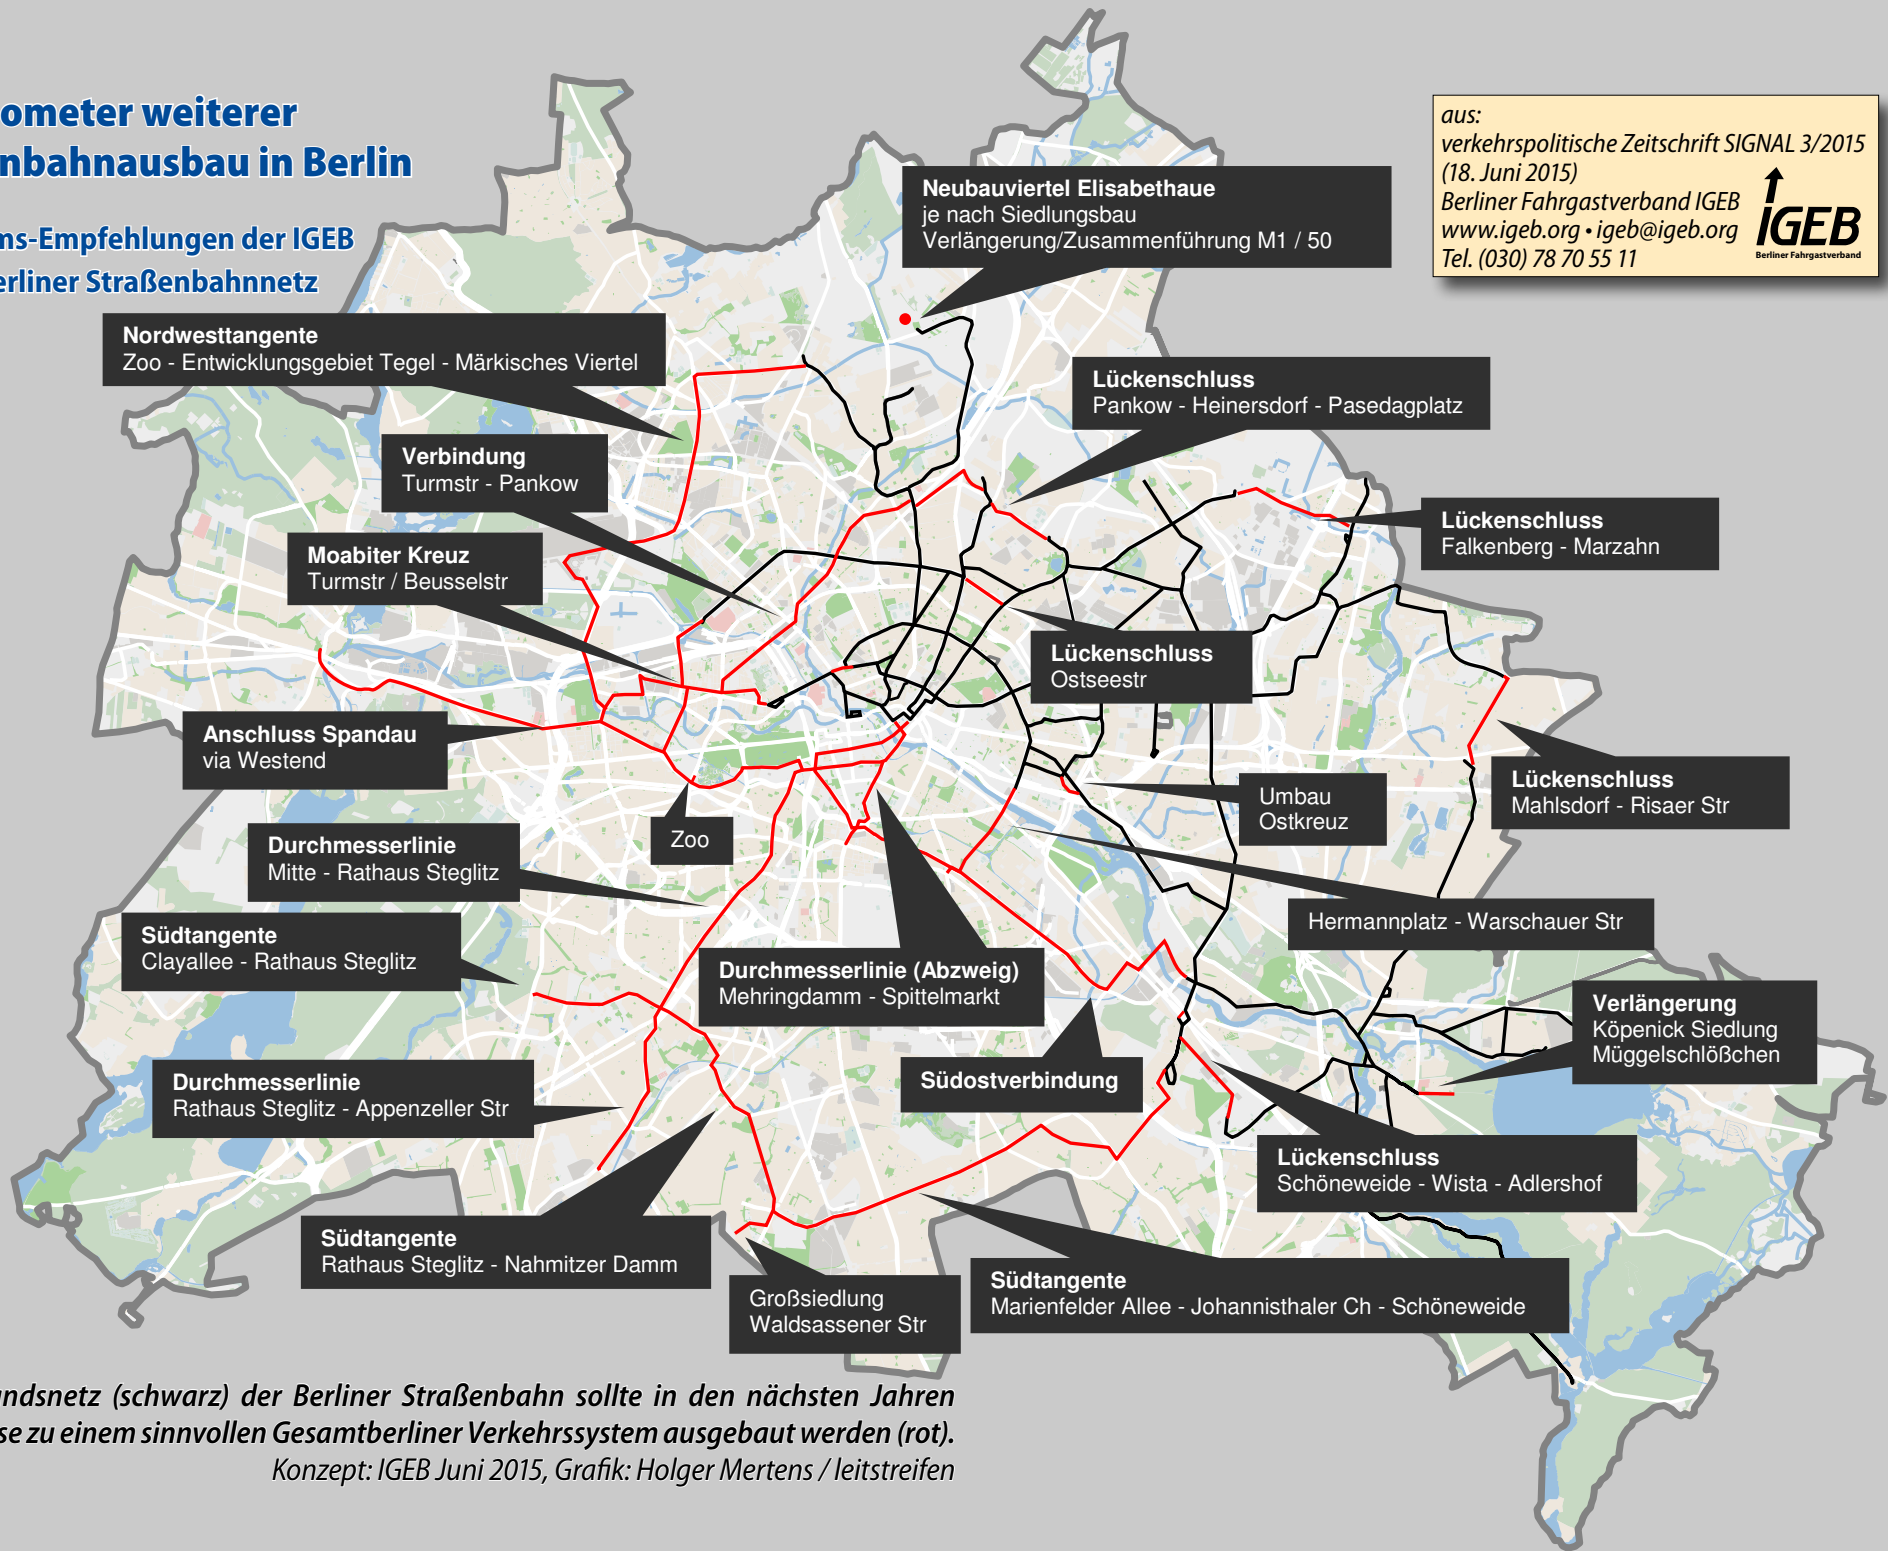 ometer weiterer
nbahnausbau in Berlin
ms-Empfehlungen der IGEB
erliner Straßenbahnnetz
aus:
verkehrspolitische Zeitschrift SIGNAL 3/2015
(18. Juni 2015)
Berliner Fahrgastverband IGEB
www.igeb.org • igeb@igeb.org
Tel. (030) 78 70 55 11
IGEB
Berliner Fahrgastverband
Neubauviertel Elisabethaue
je nach Siedlungsbau
Verlängerung/Zusammenführung M1 / 50
Nordwesttangente
Zoo - Entwicklungsgebiet Tegel - Märkisches Viertel
Lückenschluss
Pankow - Heinersdorf - Pasedagplatz
Verbindung
Turmstr - Pankow
Lückenschluss
Falkenberg - Marzahn
Moabiter Kreuz
Turmstr / Beusselstr
Lückenschluss
Ostseestr
Anschluss Spandau
via Westend
Lückenschluss
Mahlsdorf - Risaer Str
Umbau
Ostkreuz
Zoo
Durchmesserlinie
Mitte - Rathaus Steglitz
Hermannplatz - Warschauer Str
Südtangente
Clayallee - Rathaus Steglitz
Durchmesserlinie (Abzweig)
Mehringdamm - Spittelmarkt
Verlängerung
Köpenick Siedlung
Müggelschlößchen
Südostverbindung
Durchmesserlinie
Rathaus Steglitz - Appenzeller Str
Lückenschluss
Schöneweide - Wista - Adlershof
Südtangente
Rathaus Steglitz - Nahmitzer Damm
Großsiedlung
Waldsassener Str
Südtangente
Marienfelder Allee - Johannisthaler Ch - Schöneweide
ndsnetz (schwarz) der Berliner Straßenbahn sollte in den nächsten Jahren
se zu einem sinnvollen Gesamtberliner Verkehrssystem ausgebaut werden (rot).
Konzept: IGEB Juni 2015, Grafik: Holger Mertens / leitstreifen